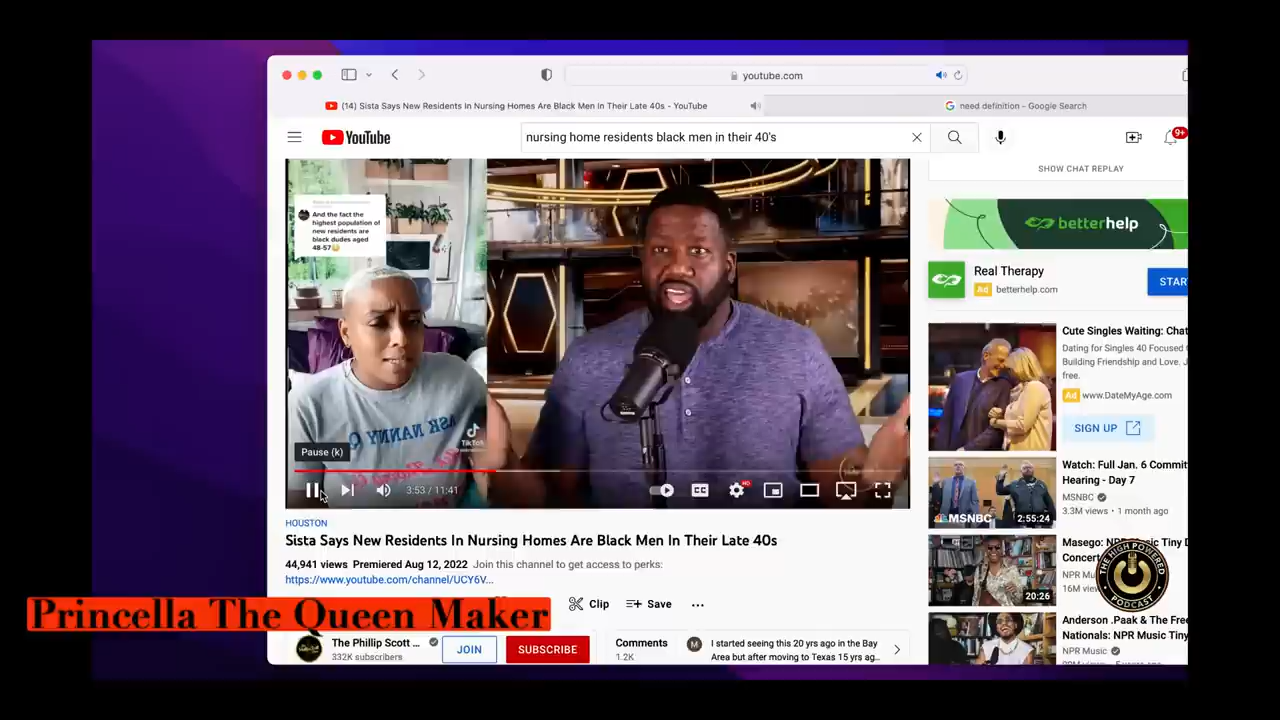 youtube.com
(14) Sista Says New Residents In Nursing Homes Are Black Men In Their Late 40s - YouTube
need definition - Google Search
YouTube
nursing home residents black men in their 40's
9+
SHOW CHAT REPLAY
And the fact the
highest population of
new residents are
black dudes aged
48-57
betterhelp
Real Therapy
Ad betterhelp.com
STAR
Cute Singles Waiting: Chat
Dating for Singles 40 Focused
Building Friendship and Love.
free.
Ad www.DateMyAge.com
SIGN UP
ASK NANNY
TikTok
Pause (k)
3:53 / 11:41
CC
HD
Watch: Full Jan. 6 Committ
Hearing - Day 7
MSNBC
3.3M views • 1 month ago
MSNBC
2:55:24
HOUSTON
Sista Says New Residents In Nursing Homes Are Black Men In Their Late 40s
44,941 views Premiered Aug 12, 2022 Join this channel to get access to perks:
https://www.youtube.com/channel/UCY6V...
Masego: NPR Music Tiny D
Concert
NPR Mu
16M vie
20:26
THE HIGH POWERED
PODCAST
Clip
Save
...
Princella The Queen Maker
Anderson .Paak & The Free
Nationals: NPR Music Tiny
NPR Music
The Phillip Scott ...
332K subscribers
JOIN
SUBSCRIBE
Comments
1.2K
M
I started seeing this 20 yrs ago in the Bay
Area but after moving to Texas 15 yrs ag...